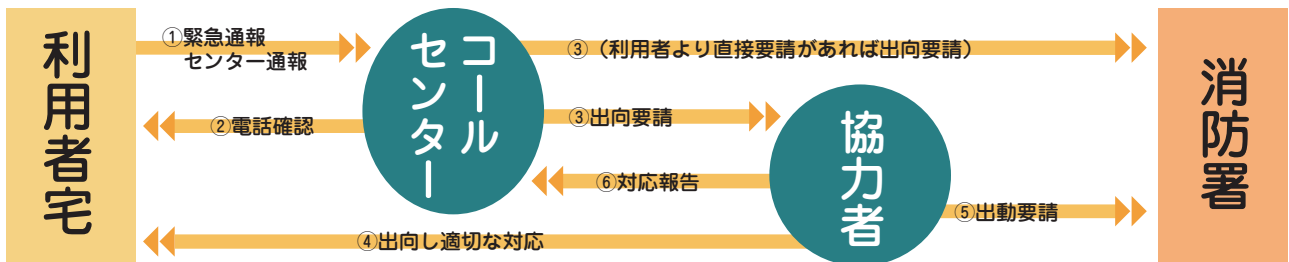 利用者宅
①緊急通報
センター通報
②電話確認
コール
センター
③（利用者より直接要請があれば出向要請）
③出向要請
⑥対応報告
④出向し適切な対応
協力者
⑤出動要請
消防署